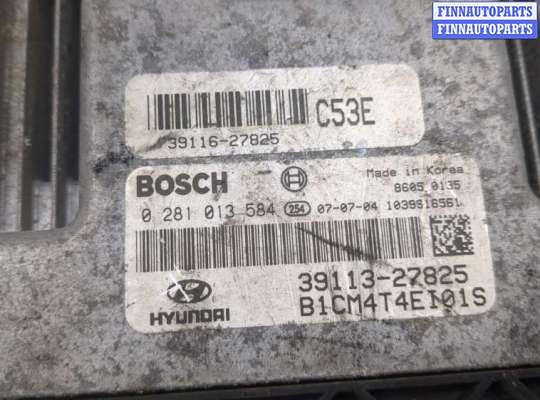 FINNAUTOPARTS
FINNAUTOPARTS
C53E
39116-27825
BOSCH
Made in Korea
8605 0135
0 281 013 584 254 07-07-04 1039S16561
39113-27825
B1CM4T4EI01S
HYUNDAI